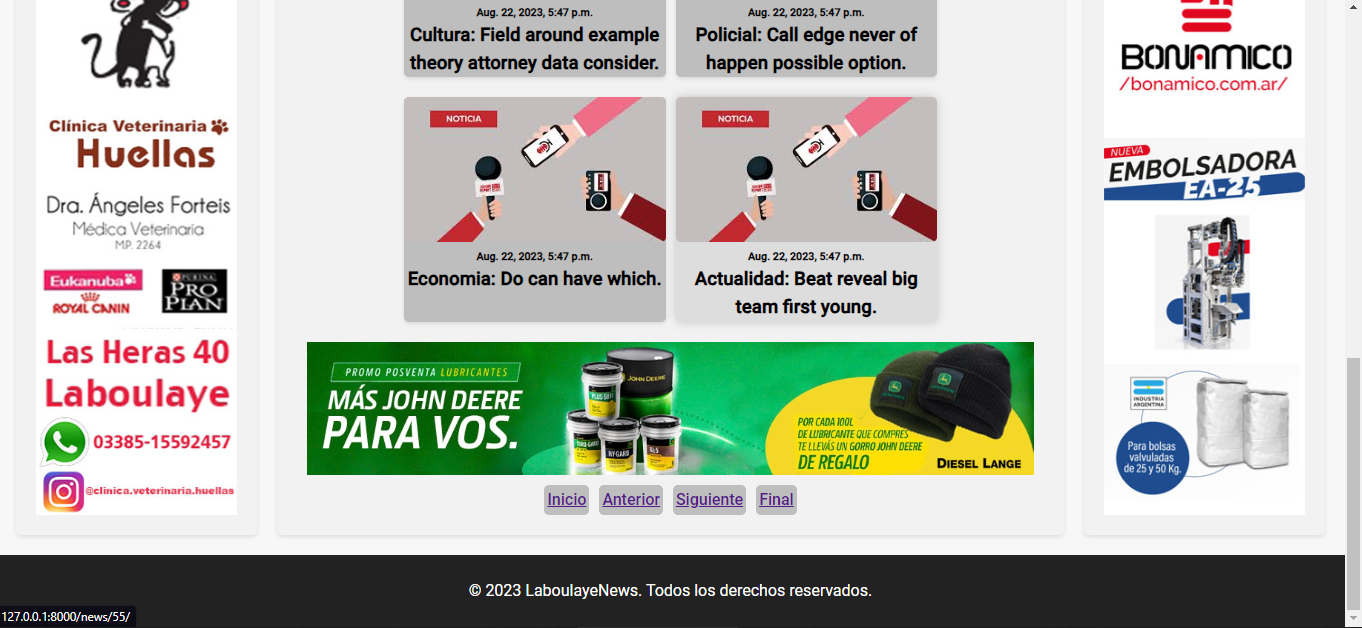 Clínica Veterinaria
Huellas
Dra. Ángeles Forteis
Médica Veterinaria
MP. 2264
Eukanuba
ROYAL CANIN
PURINA
PRO
PLAN
Las Heras 40
Laboulaye
03385-15592457
@clinica.veterinaria.huellas
Aug. 22, 2023, 5:47 p.m.
Cultura: Field around example
theory attorney data consider.
Aug. 22, 2023, 5:47 p.m.
Policial: Call edge never of
happen possible option.
NOTICIA
Aug. 22, 2023, 5:47 p.m.
Economia: Do can have which.
NOTICIA
Aug. 22, 2023, 5:47 p.m.
Actualidad: Beat reveal big
team first young.
PROMO POSVENTA LUBRICANTES
MÁS JOHN DEERE
PARA VOS.
JOHN DEERE
PLUS-50II
HY-GARD
POR CADA 100L
DE LUBRICANTE QUE COMPRES
TE LLEVÁS UN GORRO JOHN DEERE
DE REGALO
DIESEL LANGE
Inicio Anterior Siguiente Final
BONAMICO
/bonamico.com.ar/
NUEVA
EMBOLSADORA
EA-25
INDUSTRIA
ARGENTINA
Para bolsas
valvuladas
de 25 y 50 Kg.
© 2023 LaboulayeNews. Todos los derechos reservados.
127.0.0.1:8000/news/55/